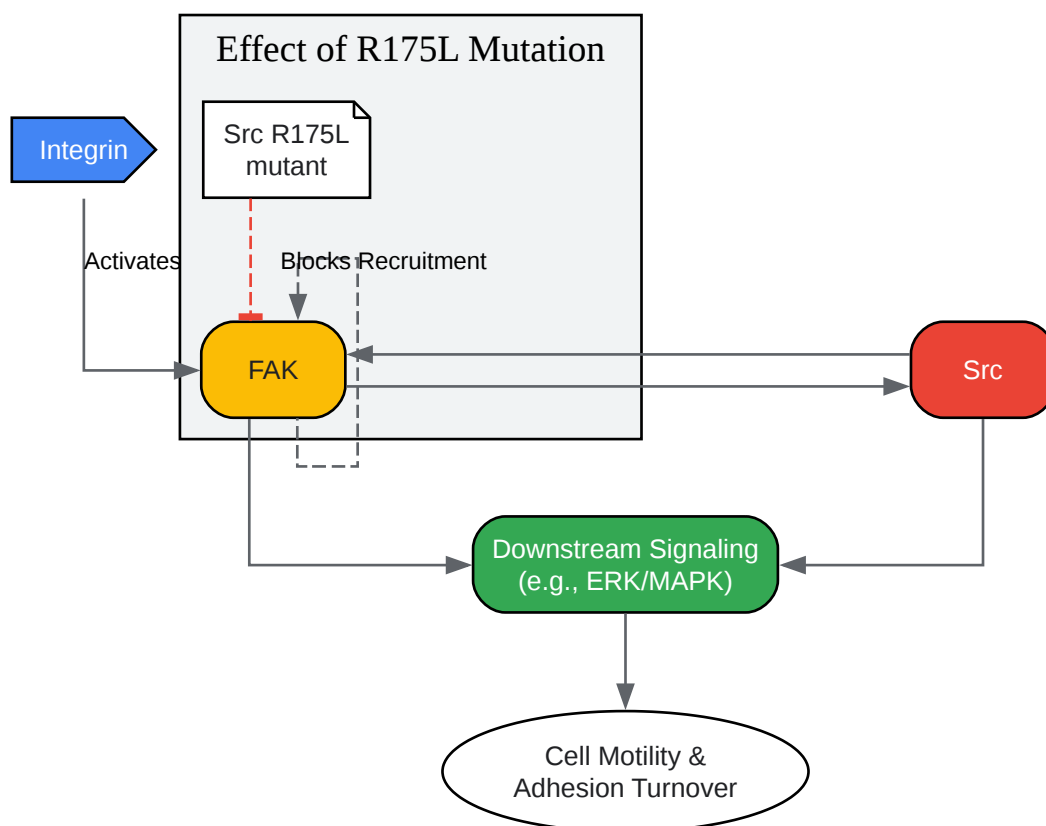 Effect of R175L Mutation
Integrin
Src R175L
mutant
Activates
Blocks Recruitment
FAK
Src
Downstream Signaling
(e.g., ERK/MAPK)
Cell Motility &
Adhesion Turnover